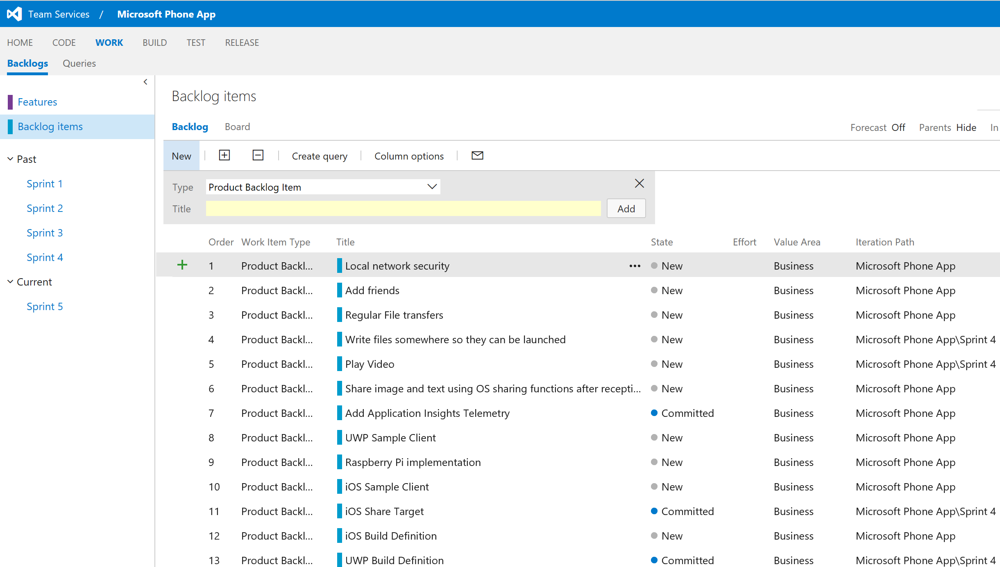 Team Services / Microsoft Phone App
HOME CODE WORK BUILD TEST RELEASE
Backlogs Queries
Features
Backlog items
Past
Sprint 1
Sprint 2
Sprint 3
Sprint 4
Current
Sprint 5
Backlog items
Backlog Board Forecast Off Parents Hide In
New Create query Column options
Type Product Backlog Item
Title Add
Order Work Item Type Title State Effort Value Area Iteration Path
1 Product Backl... Local network security ... New Business Microsoft Phone App
2 Product Backl... Add friends New Business Microsoft Phone App
3 Product Backl... Regular File transfers New Business Microsoft Phone App
4 Product Backl... Write files somewhere so they can be launched New Business Microsoft Phone App\Sprint 4
5 Product Backl... Play Video New Business Microsoft Phone App\Sprint 4
6 Product Backl... Share image and text using OS sharing functions after recepti... New Business Microsoft Phone App
7 Product Backl... Add Application Insights Telemetry Committed Business Microsoft Phone App
8 Product Backl... UWP Sample Client New Business Microsoft Phone App
9 Product Backl... Raspberry Pi implementation New Business Microsoft Phone App
10 Product Backl... iOS Sample Client New Business Microsoft Phone App
11 Product Backl... iOS Share Target Committed Business Microsoft Phone App\Sprint 4
12 Product Backl... iOS Build Definition New Business Microsoft Phone App
13 Product Backl... UWP Build Definition Committed Business Microsoft Phone App\Sprint 4